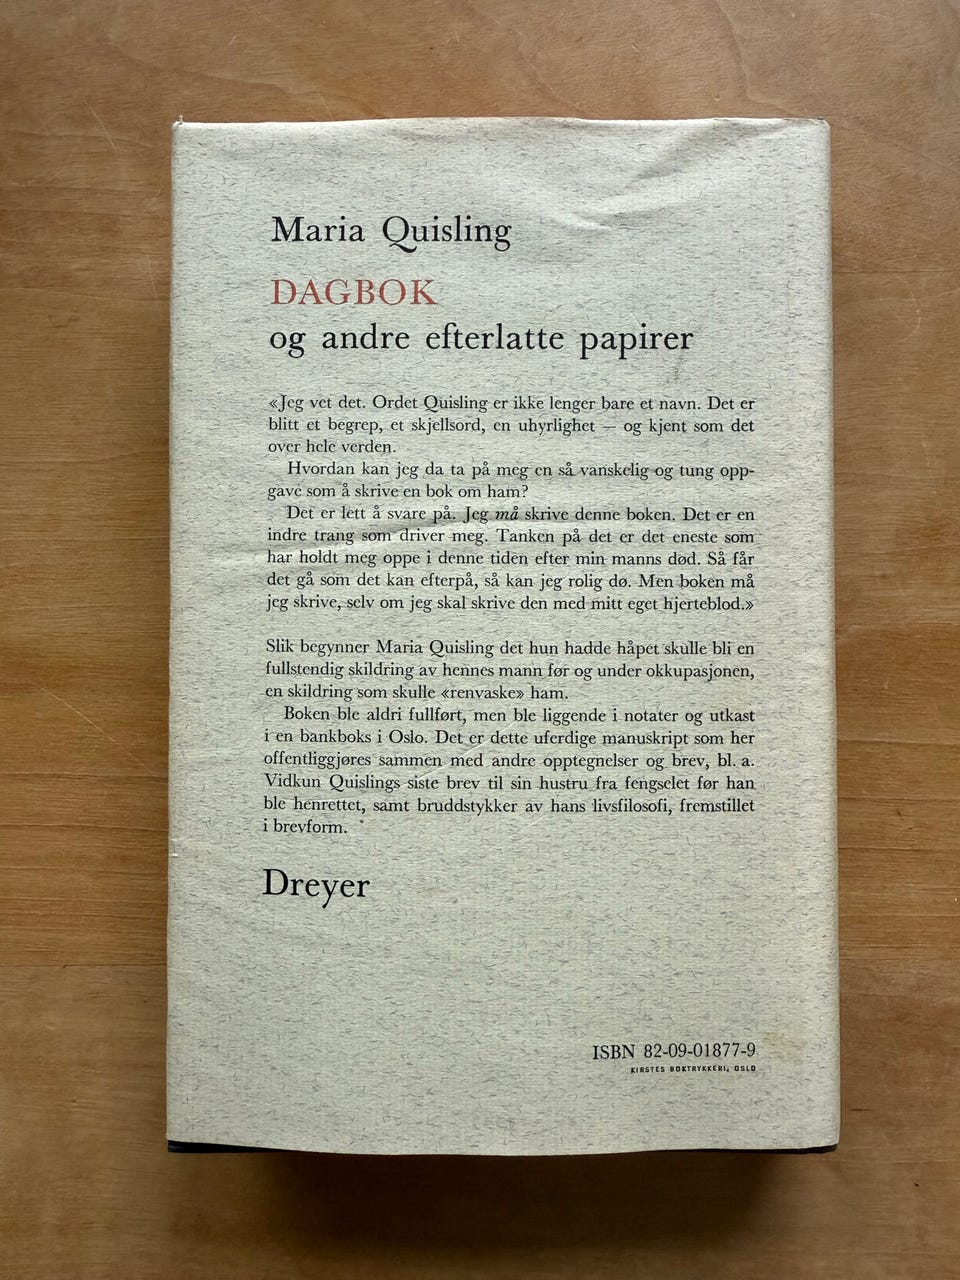 Maria Quisling
DAGBOK
og andre efterlatte papirer
«Jeg vet det. Ordet Quisling er ikke lenger bare et navn. Det er
blitt et begrep, et skjellsord, en uhyrlighet — og kjent som det
over hele verden.
Hvordan kan jeg da ta på meg en så vanskelig og tung opp-
gave som å skrive en bok om ham?
Det er lett å svare på. Jeg må skrive denne boken. Det er en
indre trang som driver meg. Tanken på det er det eneste som
har holdt meg oppe i denne tiden efter min manns død. Så får
det gå som det kan efterpå, så kan jeg rolig dø. Men boken må
jeg skrive, selv om jeg skal skrive den med mitt eget hjerteblod.»
Slik begynner Maria Quisling det hun hadde håpet skulle bli en
fullstendig skildring av hennes mann før og under okkupasjonen,
en skildring som skulle «renvaske» ham.
Boken ble aldri fullført, men ble liggende i notater og utkast
i en bankboks i Oslo. Det er dette uferdige manuskript som her
offentliggjøres sammen med andre opptegnelser og brev, bl. a.
Vidkun Quislings siste brev til sin hustru fra fengselet før han
ble henrettet, samt bruddstykker av hans livsfilosofi, fremstillet
i brevform.
Dreyer
ISBN 82-09-01877-9
KIRSTES BOKTRYKKERI, OSLO